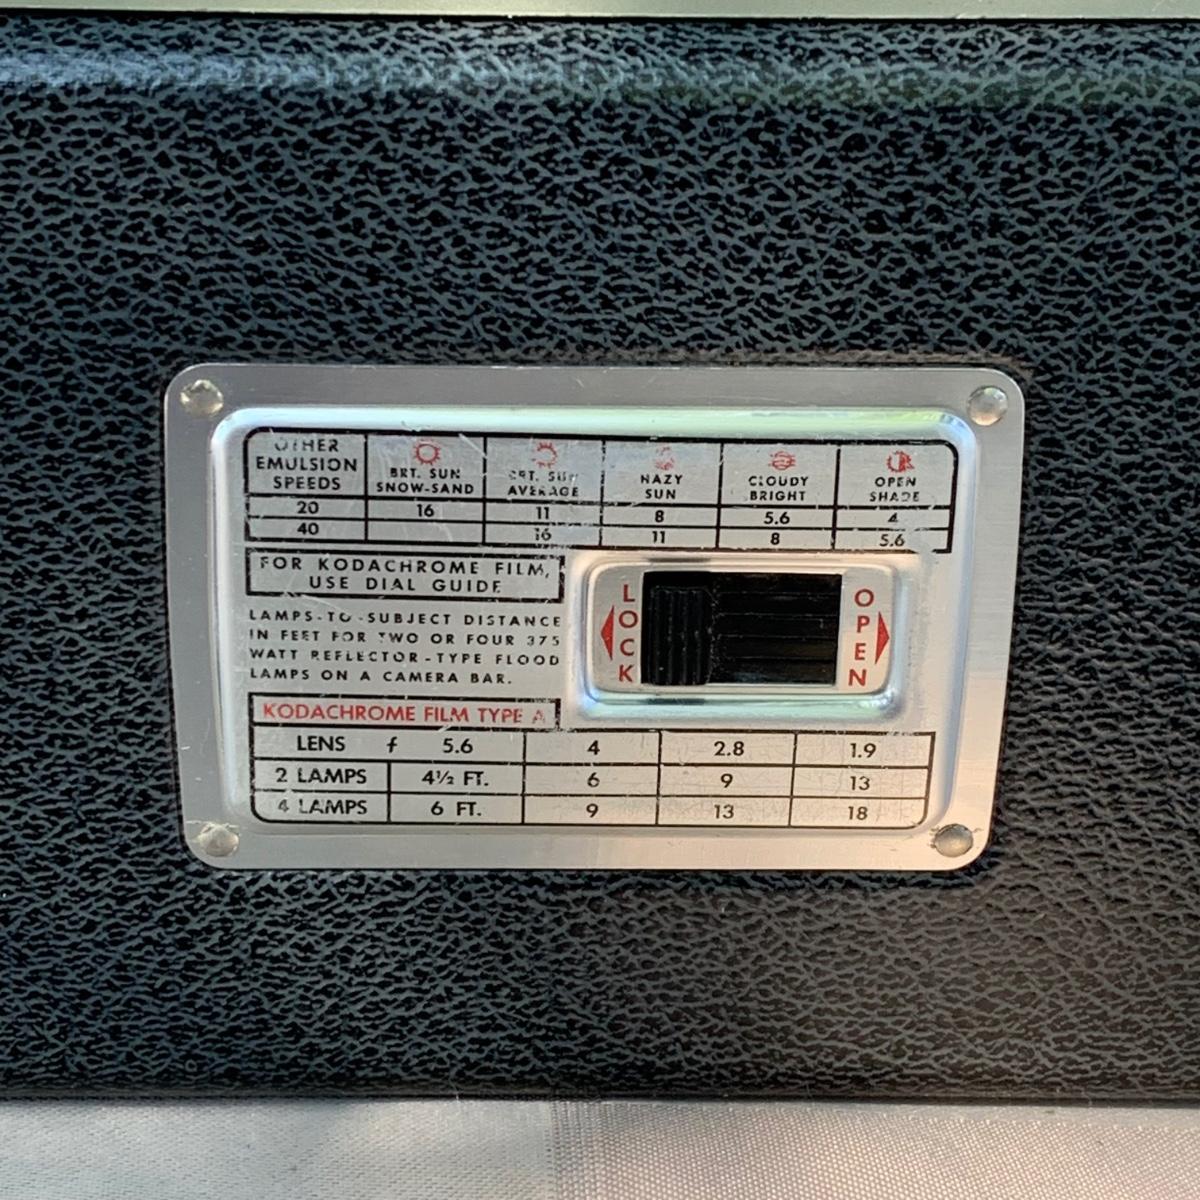 OTHER EMULSION SPEEDS BRT. SUN SNOW-SAND BRT. SUN AVERAGE HAZY SUN CLOUDY BRIGHT OPEN SHADE
20 16 11 8 5.6 4
40 16 11 8 5.6
FOR KODACHROME FILM,
USE DIAL GUIDE
LAMPS-TO-SUBJECT DISTANCE
IN FEET FOR TWO OR FOUR 375
WATT REFLECTOR-TYPE FLOOD
LAMPS ON A CAMERA BAR.
LOCK
OPEN
KODACHROME FILM TYPE A
LENS f 5.6 4 2.8 1.9
2 LAMPS 4½ FT. 6 9 13
4 LAMPS 6 FT. 9 13 18